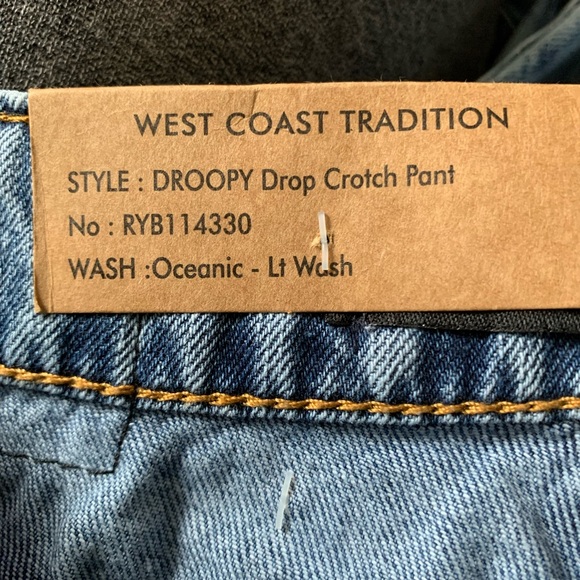 WEST COAST TRADITION
STYLE : DROOPY Drop Crotch Pant
No : RYB114330
WASH :Oceanic - Lt Wash